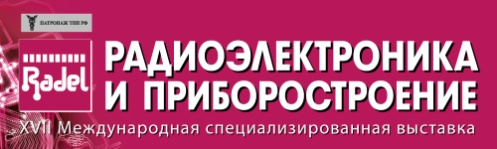 ПАТРОНАЖ ТПП РФ
Radel
РАДИОЭЛЕКТРОНИКА
И ПРИБОРОСТРОЕНИЕ
XVII Международная специализированная выставка